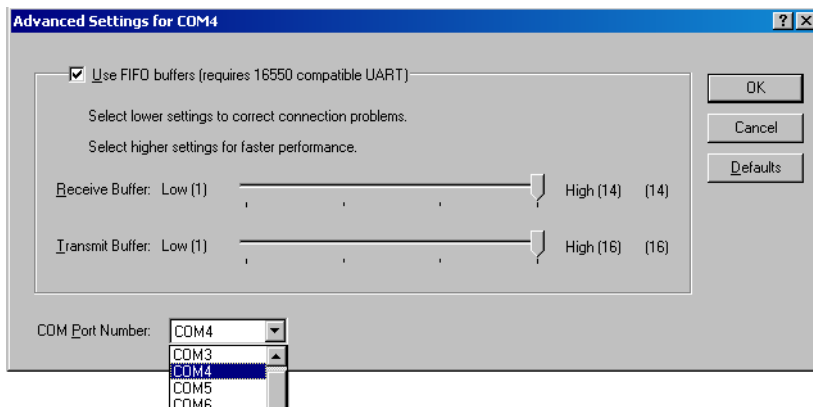 Advanced Settings for COM4
Use FIFO buffers (requires 16550 compatible UART)
OK
Select lower settings to correct connection problems.
Cancel
Select higher settings for faster performance.
Defaults
Receive Buffer: Low (1) High (14) (14)
Transmit Buffer: Low (1) High (16) (16)
COM Port Number: COM4
COM3
COM4
COM5
COM6